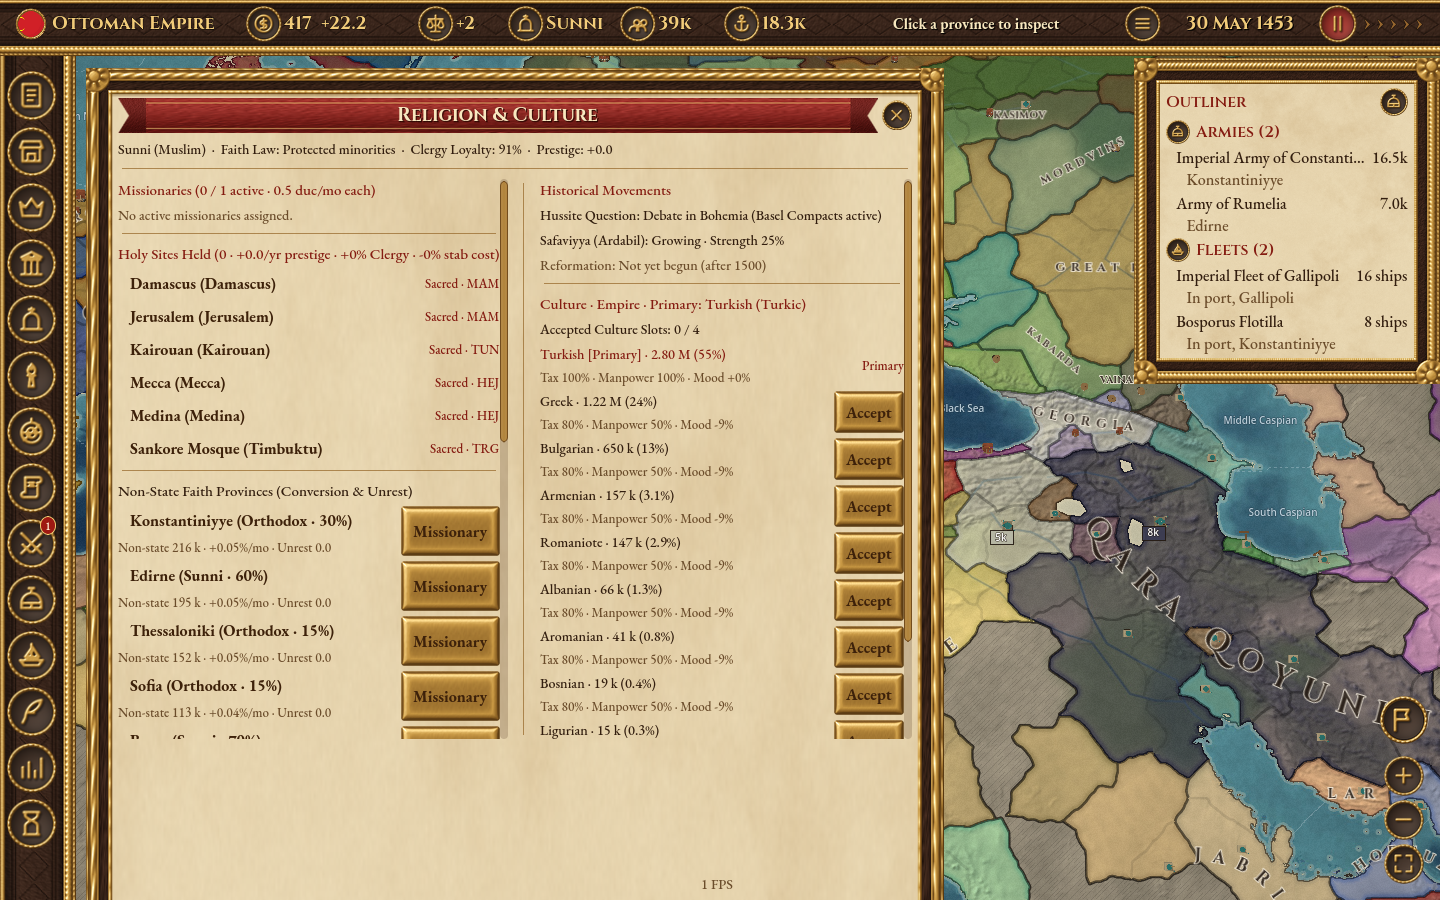 Ottoman Empire 417 +22.2 +2 Sunni 39k 18.3k Click a province to inspect 30 May 1453
Religion & Culture
Sunni (Muslim) · Faith Law: Protected minorities · Clergy Loyalty: 91% · Prestige: +0.0
Missionaries (0 / 1 active · 0.5 duc/mo each)
No active missionaries assigned.
Holy Sites Held (0 · +0.0/yr prestige · +0% Clergy · -0% stab cost)
Damascus (Damascus) Sacred · MAM
Jerusalem (Jerusalem) Sacred · MAM
Kairouan (Kairouan) Sacred · TUN
Mecca (Mecca) Sacred · HEJ
Medina (Medina) Sacred · HEJ
Sankore Mosque (Timbuktu) Sacred · TRG
Non-State Faith Provinces (Conversion & Unrest)
Konstantiniyye (Orthodox · 30%) Missionary
Non-state 216 k · +0.05%/mo · Unrest 0.0
Edirne (Sunni · 60%) Missionary
Non-state 195 k · +0.05%/mo · Unrest 0.0
Thessaloniki (Orthodox · 15%) Missionary
Non-state 152 k · +0.05%/mo · Unrest 0.0
Sofia (Orthodox · 15%) Missionary
Non-state 113 k · +0.04%/mo · Unrest 0.0
Historical Movements
Hussite Question: Debate in Bohemia (Basel Compacts active)
Safaviyya (Ardabil): Growing · Strength 25%
Reformation: Not yet begun (after 1500)
Culture · Empire · Primary: Turkish (Turkic)
Accepted Culture Slots: 0 / 4
Turkish [Primary] · 2.80 M (55%)
Primary
Tax 100% · Manpower 100% · Mood +0%
Greek · 1.22 M (24%) Accept
Tax 80% · Manpower 50% · Mood -9%
Bulgarian · 650 k (13%) Accept
Tax 80% · Manpower 50% · Mood -9%
Armenian · 157 k (3.1%) Accept
Tax 80% · Manpower 50% · Mood -9%
Romaniote · 147 k (2.9%) Accept
Tax 80% · Manpower 50% · Mood -9%
Albanian · 66 k (1.3%) Accept
Tax 80% · Manpower 50% · Mood -9%
Aromanian · 41 k (0.8%) Accept
Tax 80% · Manpower 50% · Mood -9%
Bosnian · 19 k (0.4%) Accept
Tax 80% · Manpower 50% · Mood -9%
Ligurian · 15 k (0.3%)
1 FPS
Outliner
Armies (2)
Imperial Army of Constanti... 16.5k
Konstantiniyye
Army of Rumelia 7.0k
Edirne
Fleets (2)
Imperial Fleet of Gallipoli 16 ships
In port, Gallipoli
Bosporus Flotilla 8 ships
In port, Konstantiniyye
1
KASIMOV
MORDVINS
GREAT
KABARDA
GEORGIA
Black Sea
Middle Caspian
South Caspian
5k
8k
QARA QOYUN
LAR
JABRI